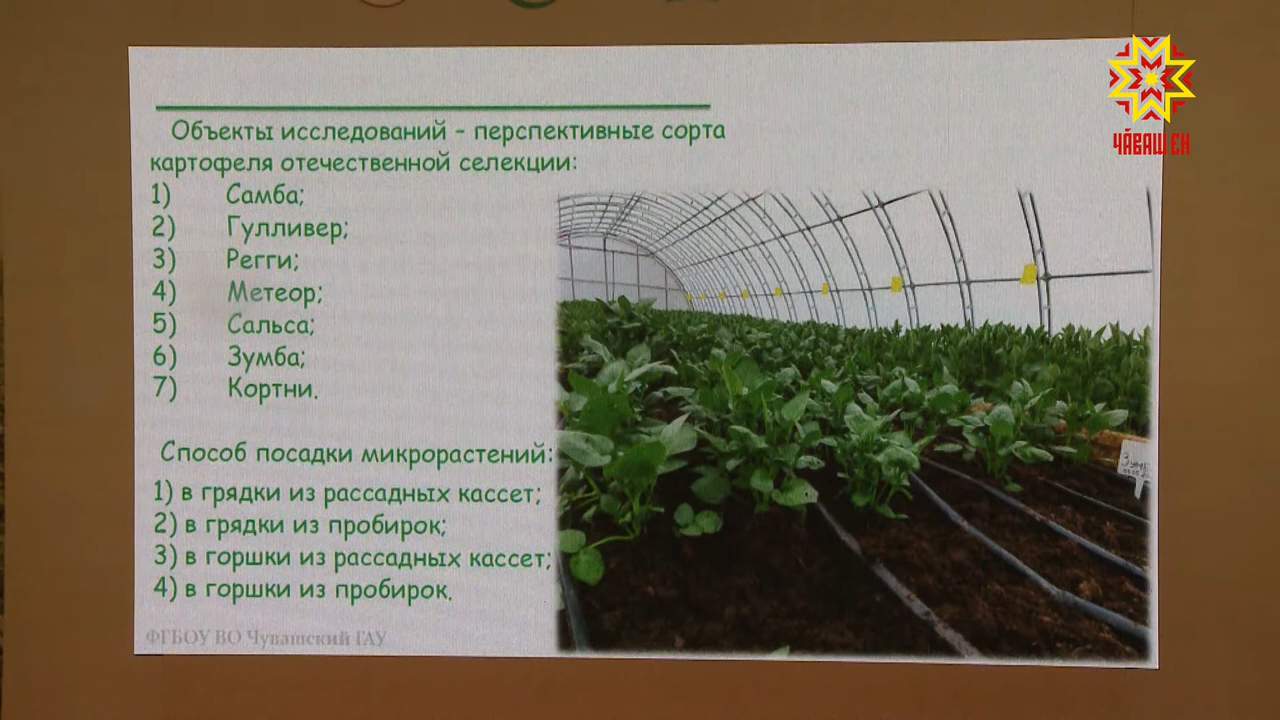 ЧӐВАШ ЕН
Объекты исследований – перспективные сорта
картофеля отечественной селекции:
1) Самба;
2) Гулливер;
3) Регги;
4) Метеор;
5) Сальса;
6) Зумба;
7) Кортни.
Способ посадки микрорастений:
1) в грядки из рассадных кассет;
2) в грядки из пробирок;
3) в горшки из рассадных кассет;
4) в горшки из пробирок.
ФГБОУ ВО Чувашский ГАУ